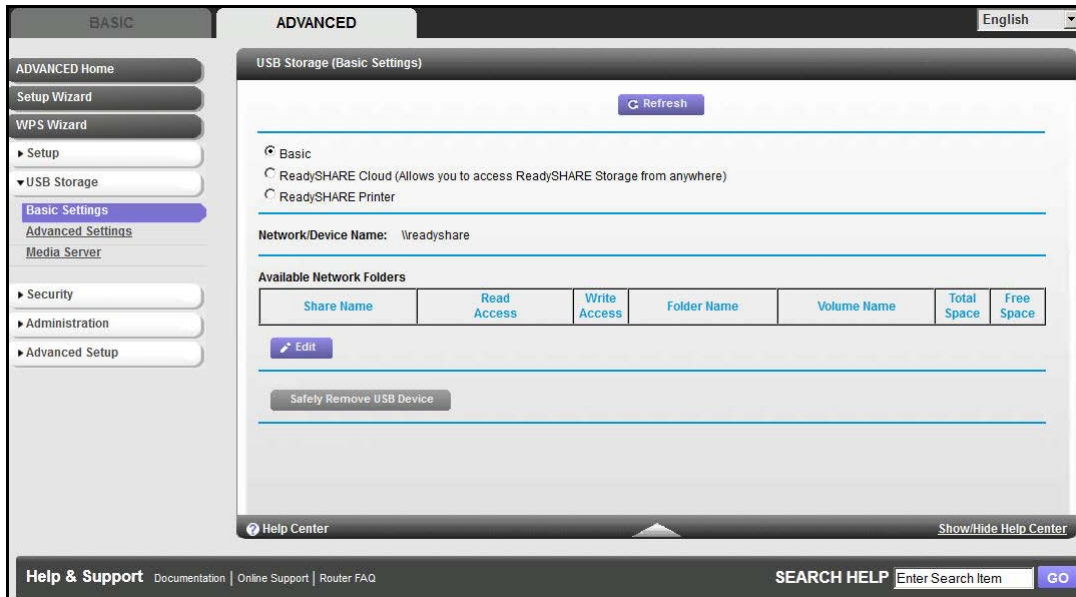 BASIC
ADVANCED
English
ADVANCED Home
Setup Wizard
WPS Wizard
Setup
USB Storage
Basic Settings
Advanced Settings
Media Server
Security
Administration
Advanced Setup
USB Storage (Basic Settings)
Refresh
Basic
ReadySHARE Cloud (Allows you to access ReadySHARE Storage from anywhere)
ReadySHARE Printer
Network/Device Name: \\readyshare
Available Network Folders
Share Name Read Access Write Access Folder Name Volume Name Total Space Free Space
Edit
Safely Remove USB Device
Help Center Show/Hide Help Center
Help & Support Documentation | Online Support | Router FAQ SEARCH HELP Enter Search Item GO